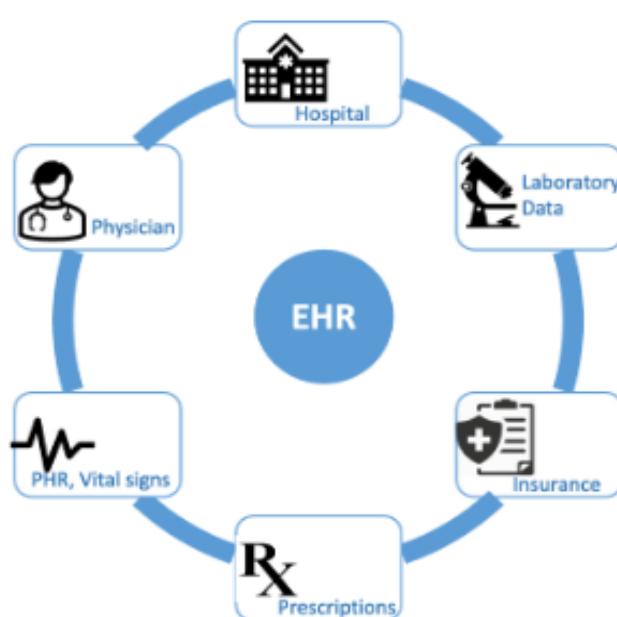 Hospital
Physician
Laboratory
Data
EHR
PHR, Vital signs
Insurance
Rx
Prescriptions